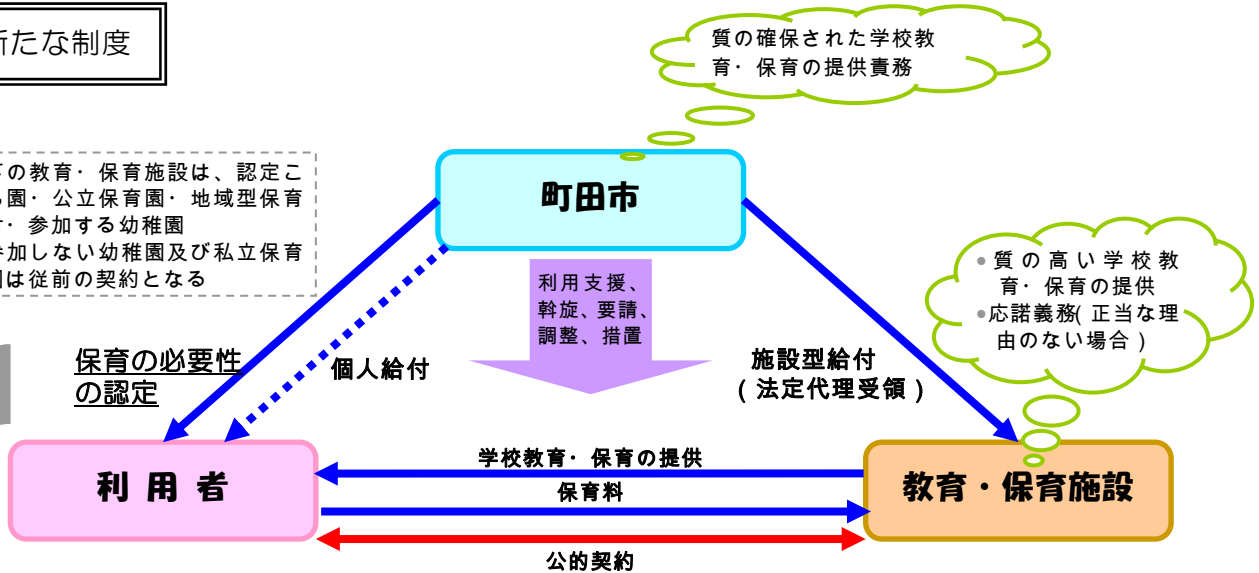 新たな制度
質の確保された学校教
育・保育の提供責務
の教育・保育施設は、認定こ
園・公立保育園・地域型保育
・参加する幼稚園
参加しない幼稚園及び私立保育
園は従前の契約となる
町田市
●質の高い学校教
育・保育の提供
●応諾義務(正当な理
由のない場合)
利用支援、
斡旋、要請、
調整、措置
保育の必要性
の認定
個人給付
施設型給付
(法定代理受領)
学校教育・保育の提供
利用者
保育料
教育・保育施設
公的契約